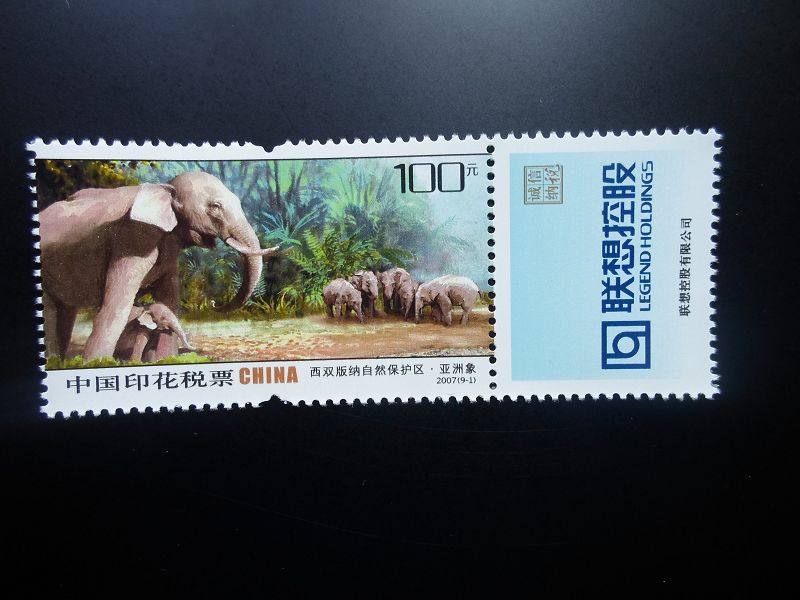 100元
中国印花税票 CHINA
西双版纳自然保护区·亚洲象
2007(9-1)
诚信
纳税
联想控股
LEGEND HOLDINGS
联想控股有限公司